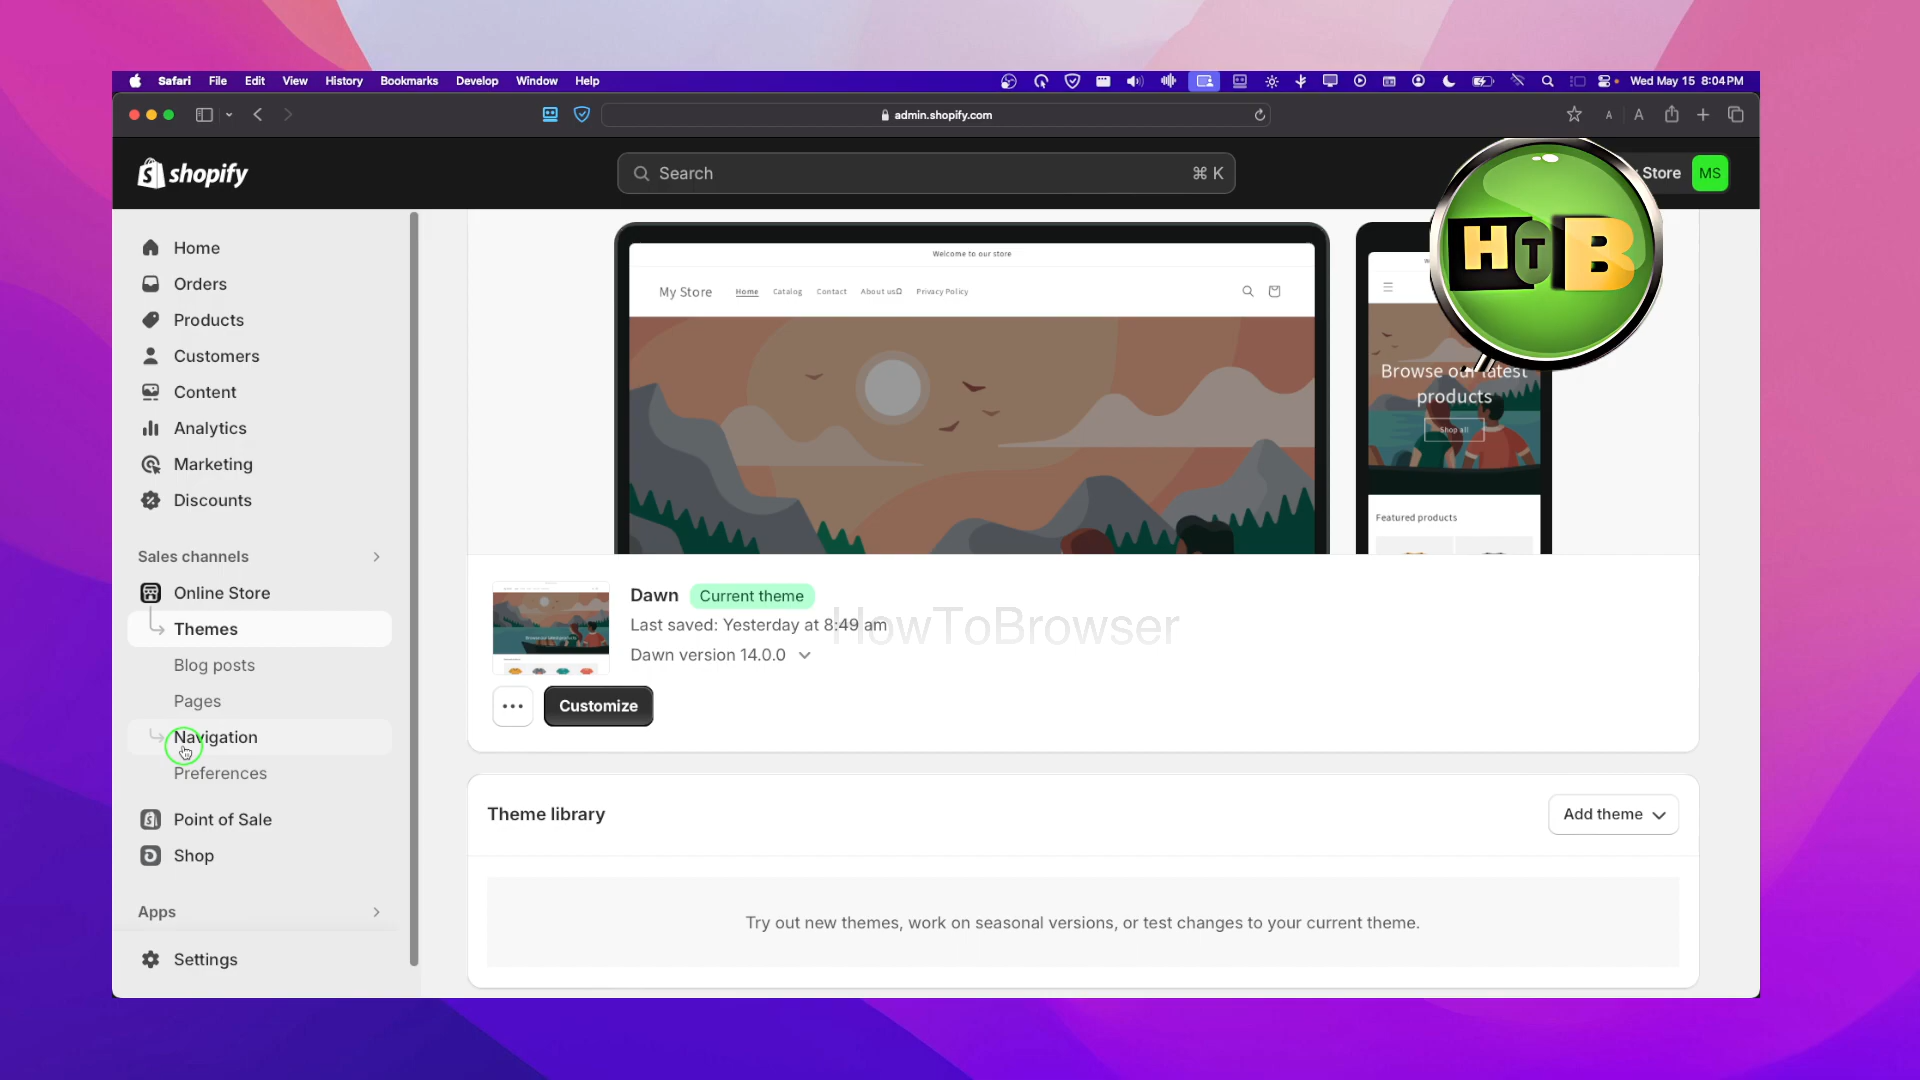 Safari File Edit View History Bookmarks Develop Window Help
Wed May 15 8:04 PM
admin.shopify.com
A A
shopify
Search
⌘ K
Store
MS
HTB
Home
Orders
Products
Customers
Content
Analytics
Marketing
Discounts
Sales channels
Online Store
Themes
Blog posts
Pages
Navigation
Preferences
Point of Sale
Shop
Apps
Settings
Welcome to our store
My Store Home Catalog Contact About us Privacy Policy
Browse our latest
products
Shop all
Featured products
Dawn Current theme
Last saved: Yesterday at 8:49 am
Dawn version 14.0.0
HowToBrowser
Customize
Theme library
Add theme
Try out new themes, work on seasonal versions, or test changes to your current theme.